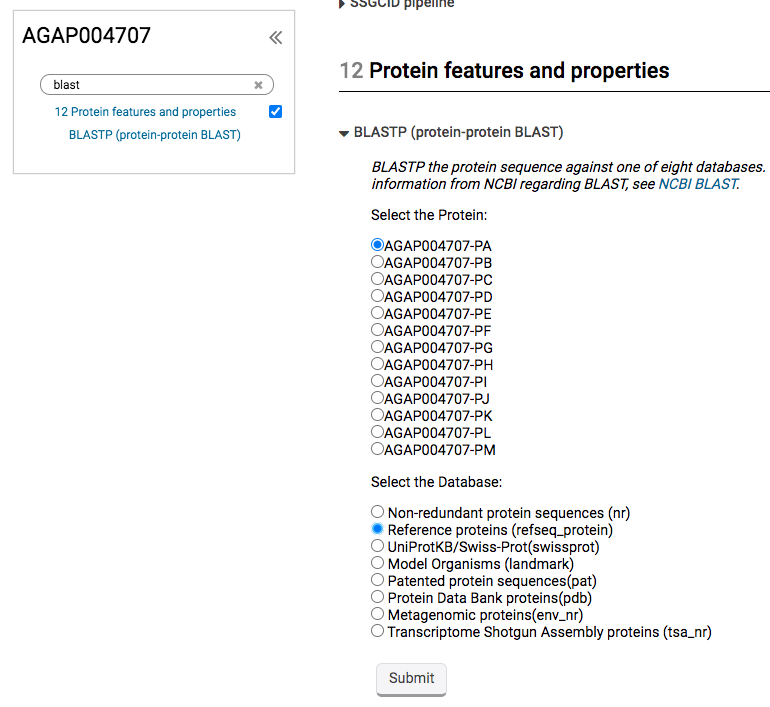 SSGCID pipeline
AGAP004707
blast
12 Protein features and properties
BLASTP (protein-protein BLAST)
12 Protein features and properties
BLASTP (protein-protein BLAST)
BLASTP the protein sequence against one of eight databases.
information from NCBI regarding BLAST, see NCBI BLAST.
Select the Protein:
AGAP004707-PA
AGAP004707-PB
AGAP004707-PC
AGAP004707-PD
AGAP004707-PE
AGAP004707-PF
AGAP004707-PG
AGAP004707-PH
AGAP004707-PI
AGAP004707-PJ
AGAP004707-PK
AGAP004707-PL
AGAP004707-PM
Select the Database:
Non-redundant protein sequences (nr)
Reference proteins (refseq_protein)
UniProtKB/Swiss-Prot(swissprot)
Model Organisms (landmark)
Patented protein sequences(pat)
Protein Data Bank proteins(pdb)
Metagenomic proteins(env_nr)
Transcriptome Shotgun Assembly proteins (tsa_nr)
Submit